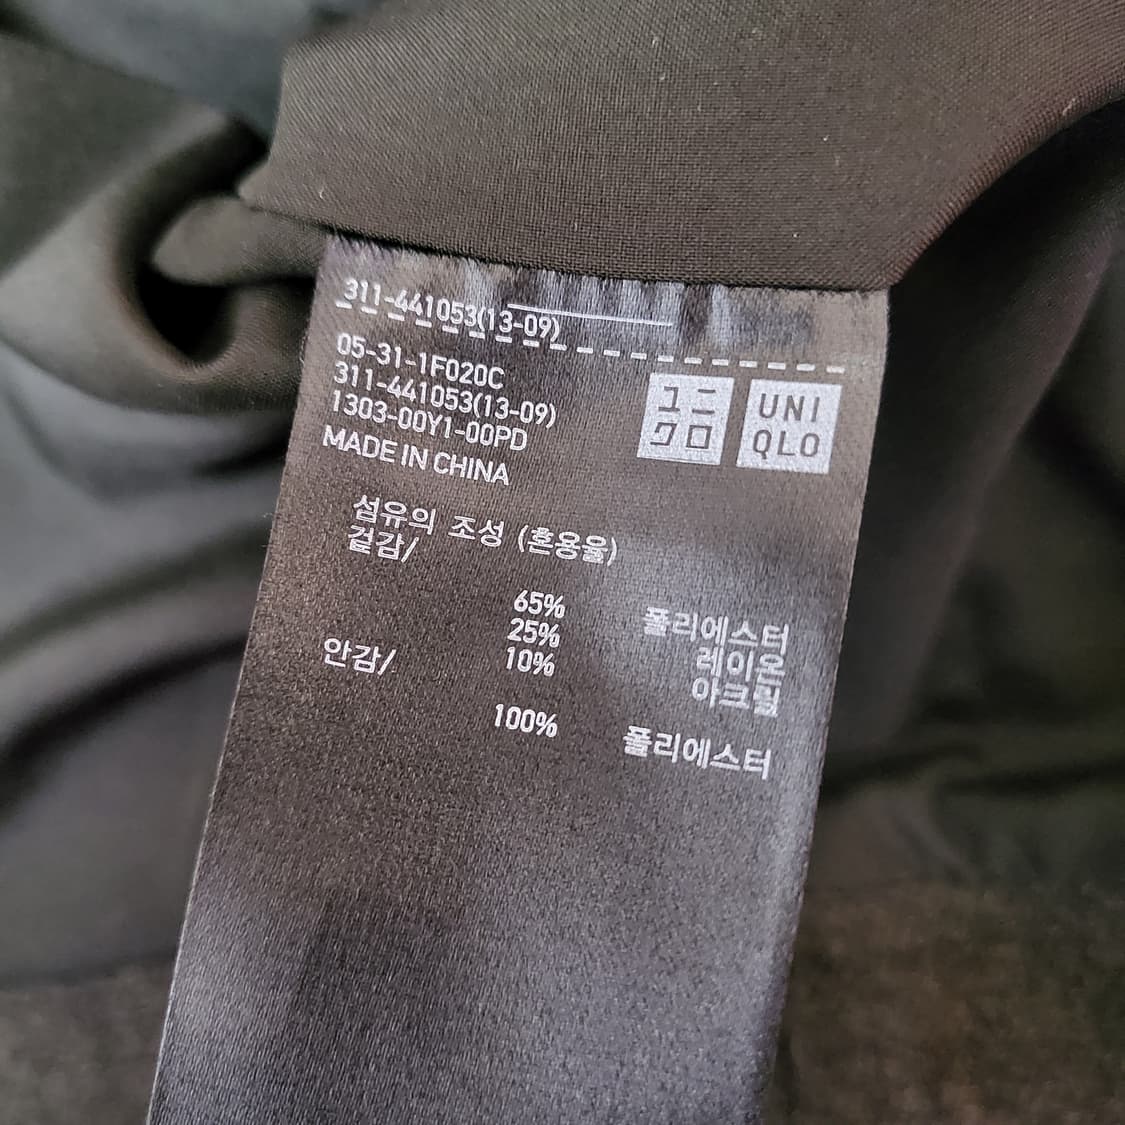 311-441053(13-09)
05-31-1F020C
311-441053(13-09)
1303-00Y1-00PD
MADE IN CHINA
ユニ
クロ
UNI
QLO
섬유의 조성 (혼용율)
겉감/
65% 폴리에스터
25% 레이온
10% 아크릴
안감/
100% 폴리에스터